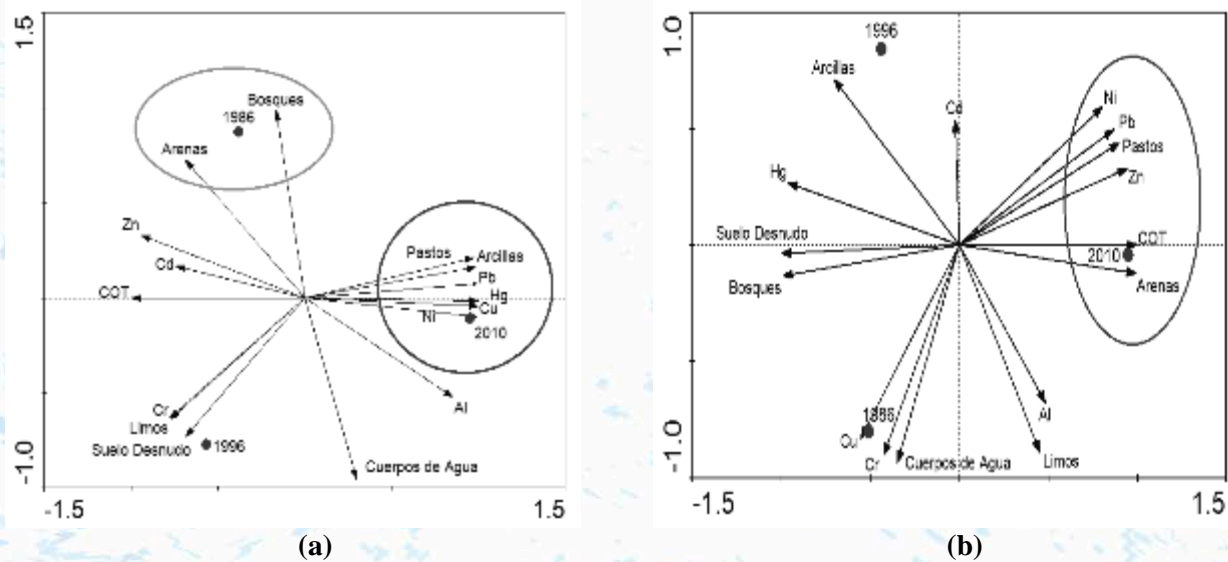 1.5
Bosques
1986
Arenas
Zn
Cd
COT
Pastos
Arcillas
Pb
Hg
Cu
Ni
2010
Cr
Limos
Suelo Desnudo
1996
Al
Cuerpos de Agua
-1.0
-1.5
1.5
(a)
1.0
1996
Arcillas
Cd
Ni
Pb
Pastos
Zn
Hg
Suelo Desnudo
COT
2010
Bosques
Arenas
1986
Cu
Cr
Cuerpos de Agua
Al
Limos
-1.0
-1.5
1.5
(b)